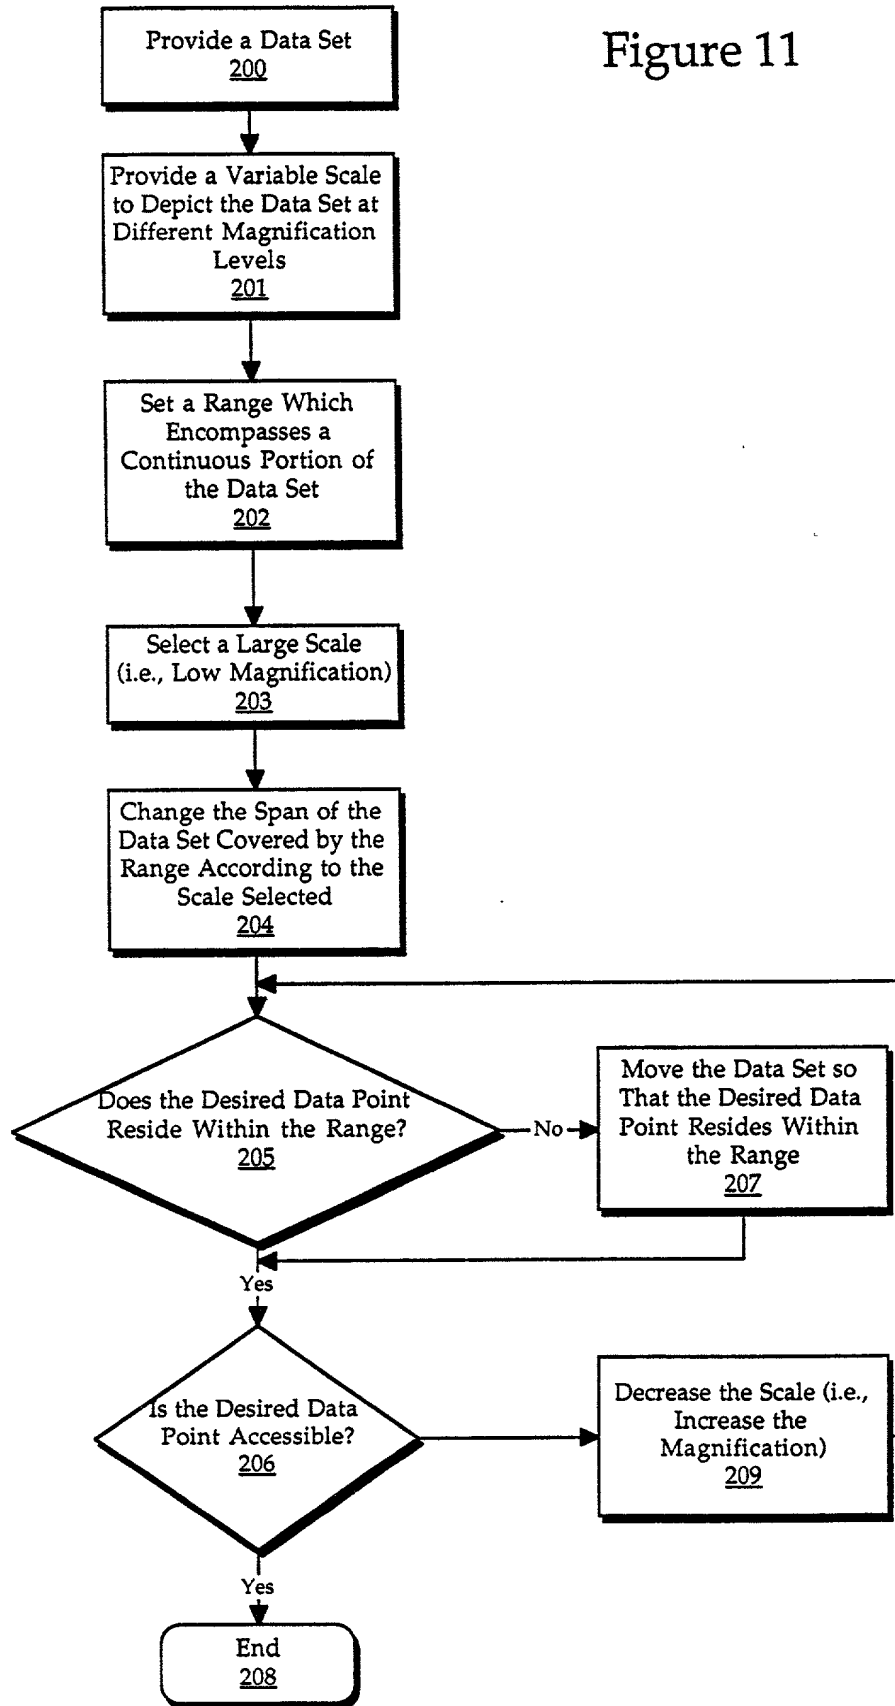 Figure 11
Provide a Data Set
200
Provide a Variable Scale
to Depict the Data Set at
Different Magnification
Levels
201
Set a Range Which
Encompasses a
Continuous Portion of
the Data Set
202
Select a Large Scale
(i.e., Low Magnification)
203
Change the Span of the
Data Set Covered by the
Range According to the
Scale Selected
204
Does the Desired Data Point
Reside Within the Range?
205
No
Move the Data Set so
That the Desired Data
Point Resides Within
the Range
207
Yes
Is the Desired Data
Point Accessible?
206
Decrease the Scale (i.e.,
Increase the
Magnification)
209
Yes
End
208